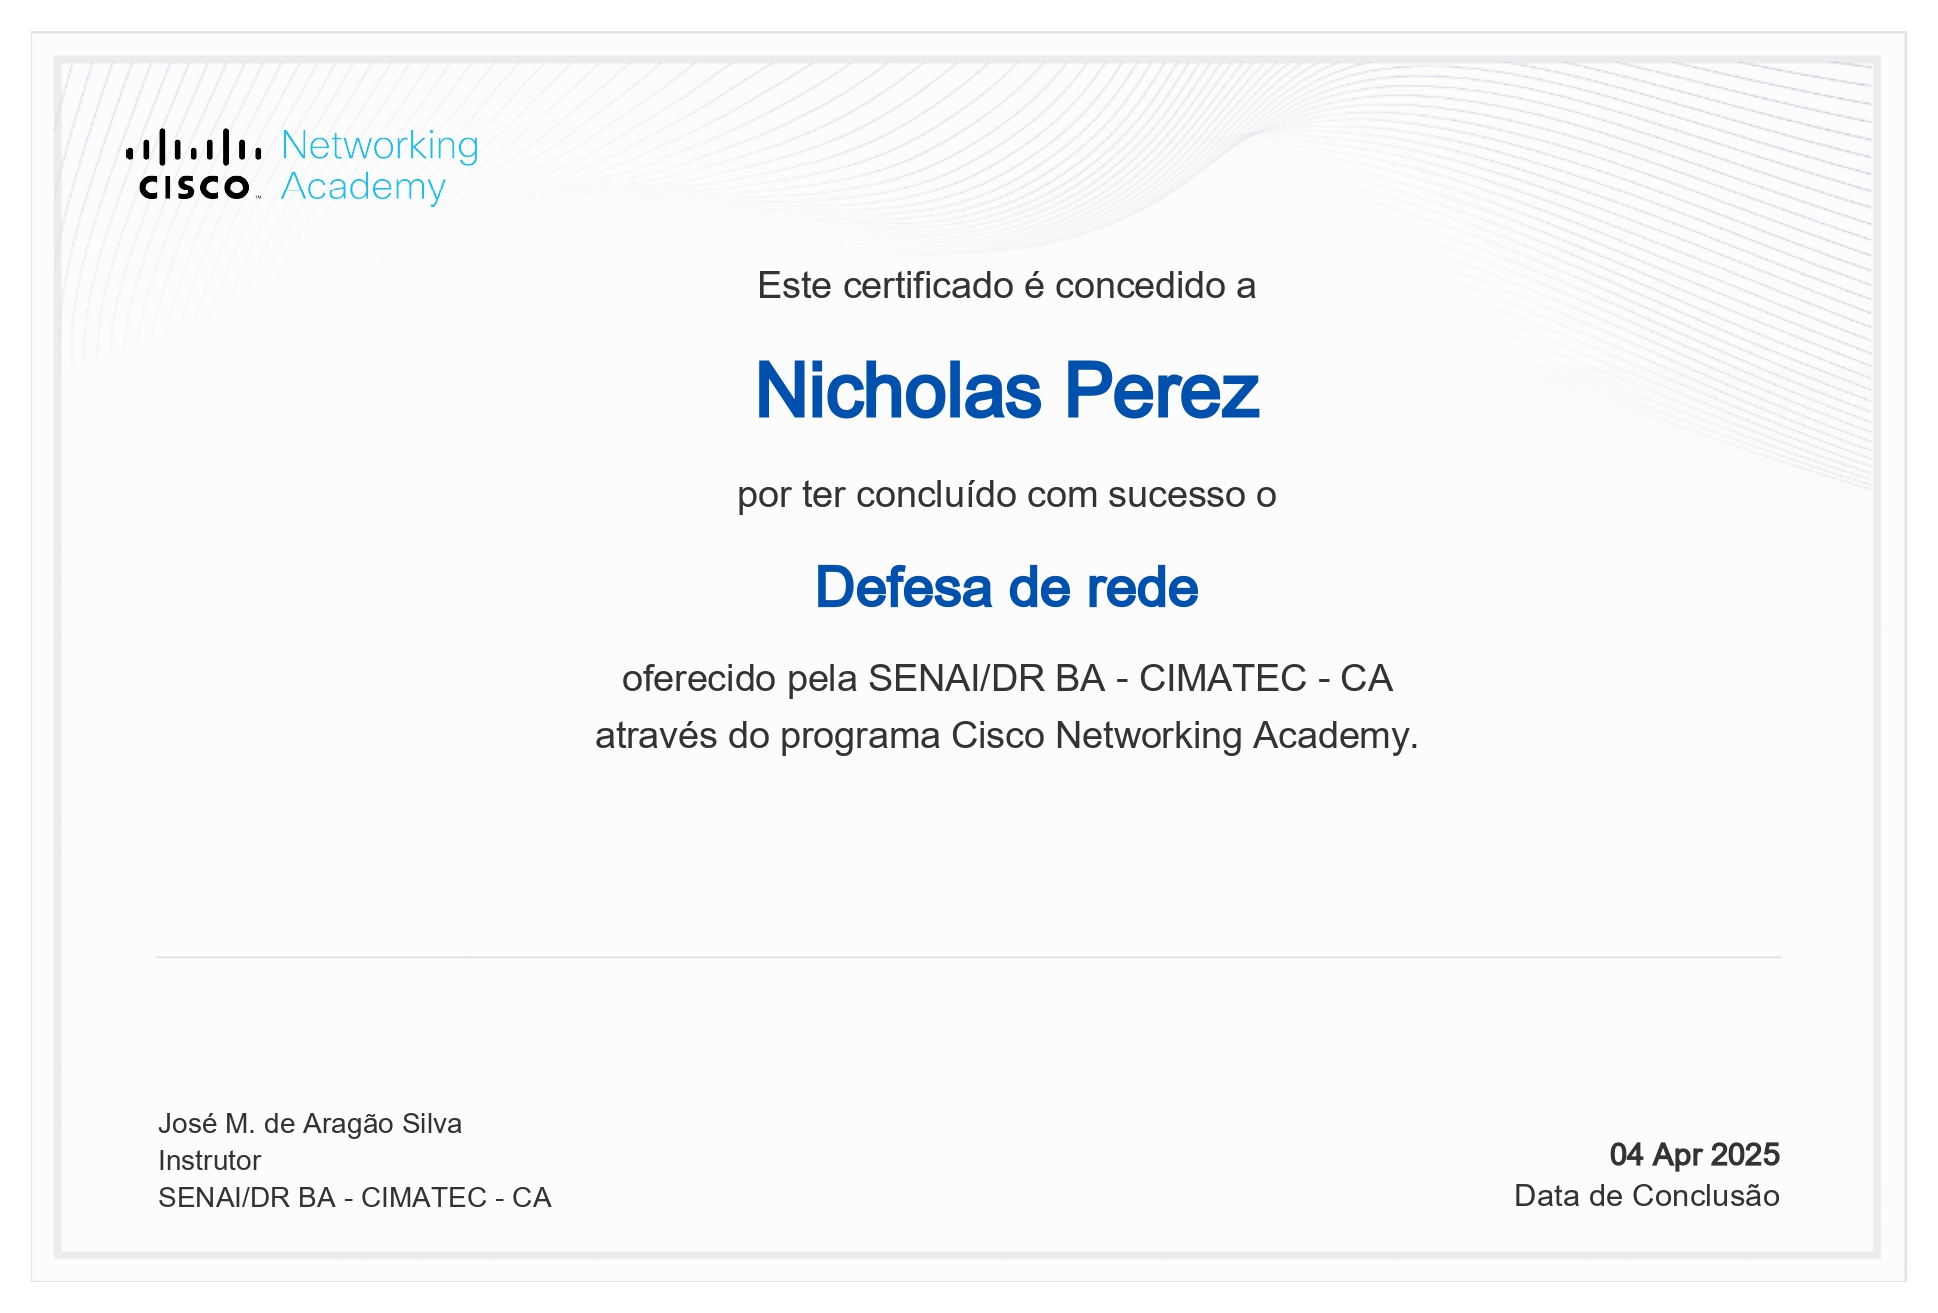 cisco Networking
Academy
Este certificado é concedido a
Nicholas Perez
por ter concluído com sucesso o
Defesa de rede
oferecido pela SENAI/DR BA - CIMATEC - CA
através do programa Cisco Networking Academy.
José M. de Aragão Silva
Instrutor
SENAI/DR BA - CIMATEC - CA
04 Apr 2025
Data de Conclusão